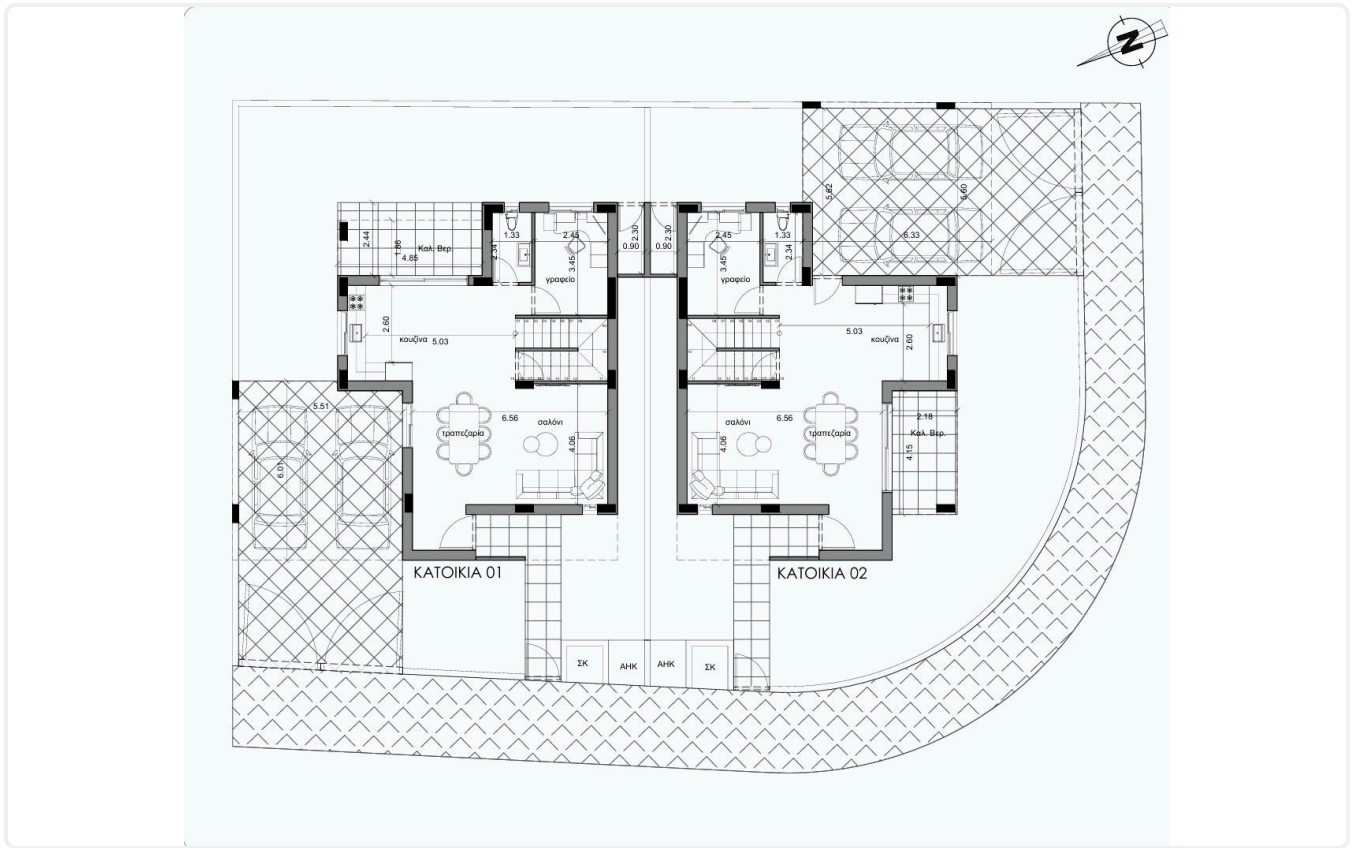 N
5.62
5.60
6.33
2.44
1.86
Καλ. Βερ
4.85
2.34
1.33
2.45
3.45
γραφείο
2.30
0.90
2.30
0.90
2.45
3.45
γραφείο
1.33
2.34
2.60
κουζίνα
5.03
5.03
κουζίνα
2.60
5.51
6.01
6.56
τραπεζαρία
σαλόνι
4.06
σαλόνι
4.06
6.56
τραπεζαρία
2.18
Καλ. Βερ.
4.15
ΚΑΤΟΙΚΙΑ 01
ΚΑΤΟΙΚΙΑ 02
ΣΚ
ΑΗΚ
ΑΗΚ
ΣΚ